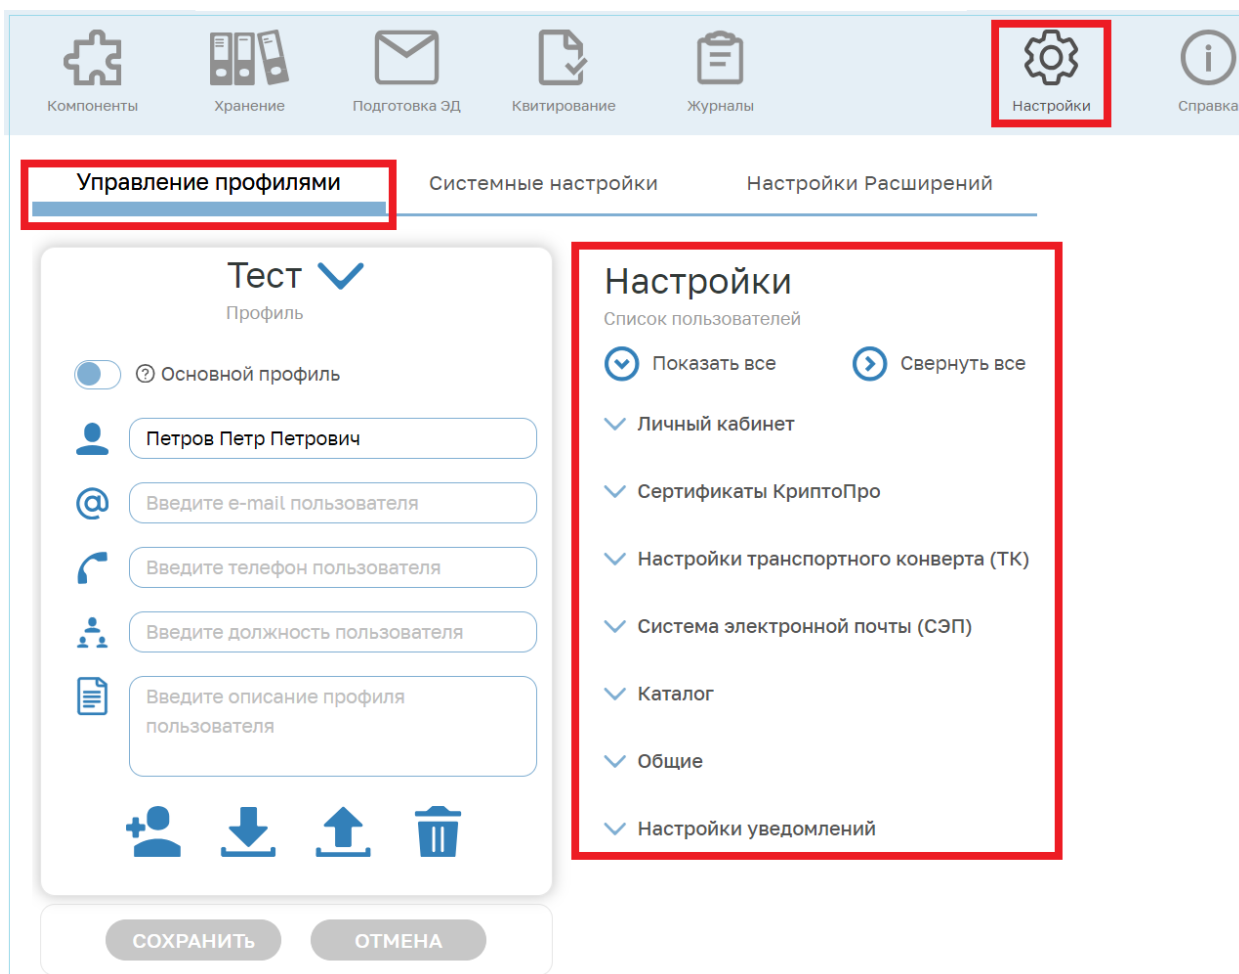 Компоненты
Хранение
Подготовка ЭД
Квитирование
Журналы
Настройки
Справка
Управление профилями
Системные настройки
Настройки Расширений
Тест
Профиль
Основной профиль
Петров Петр Петрович
Введите e-mail пользователя
Введите телефон пользователя
Введите должность пользователя
Введите описание профиля
пользователя
СОХРАНИТЬ
ОТМЕНА
Настройки
Список пользователей
Показать все
Свернуть все
Личный кабинет
Сертификаты КриптоПро
Настройки транспортного конверта (ТК)
Система электронной почты (СЭП)
Каталог
Общие
Настройки уведомлений